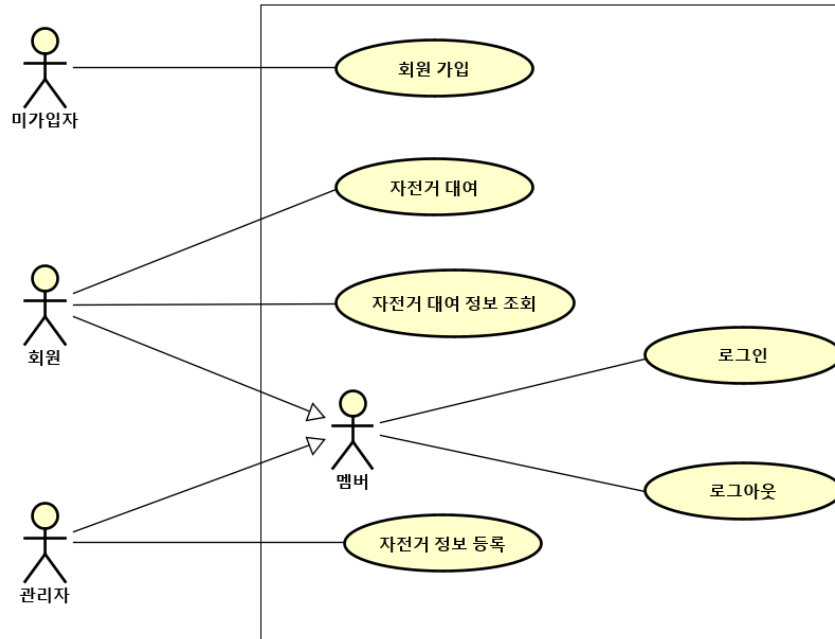 회원 가입
미가입자
자전거 대여
자전거 대여 정보 조회
회원
로그인
멤버
로그아웃
자전거 정보 등록
관리자